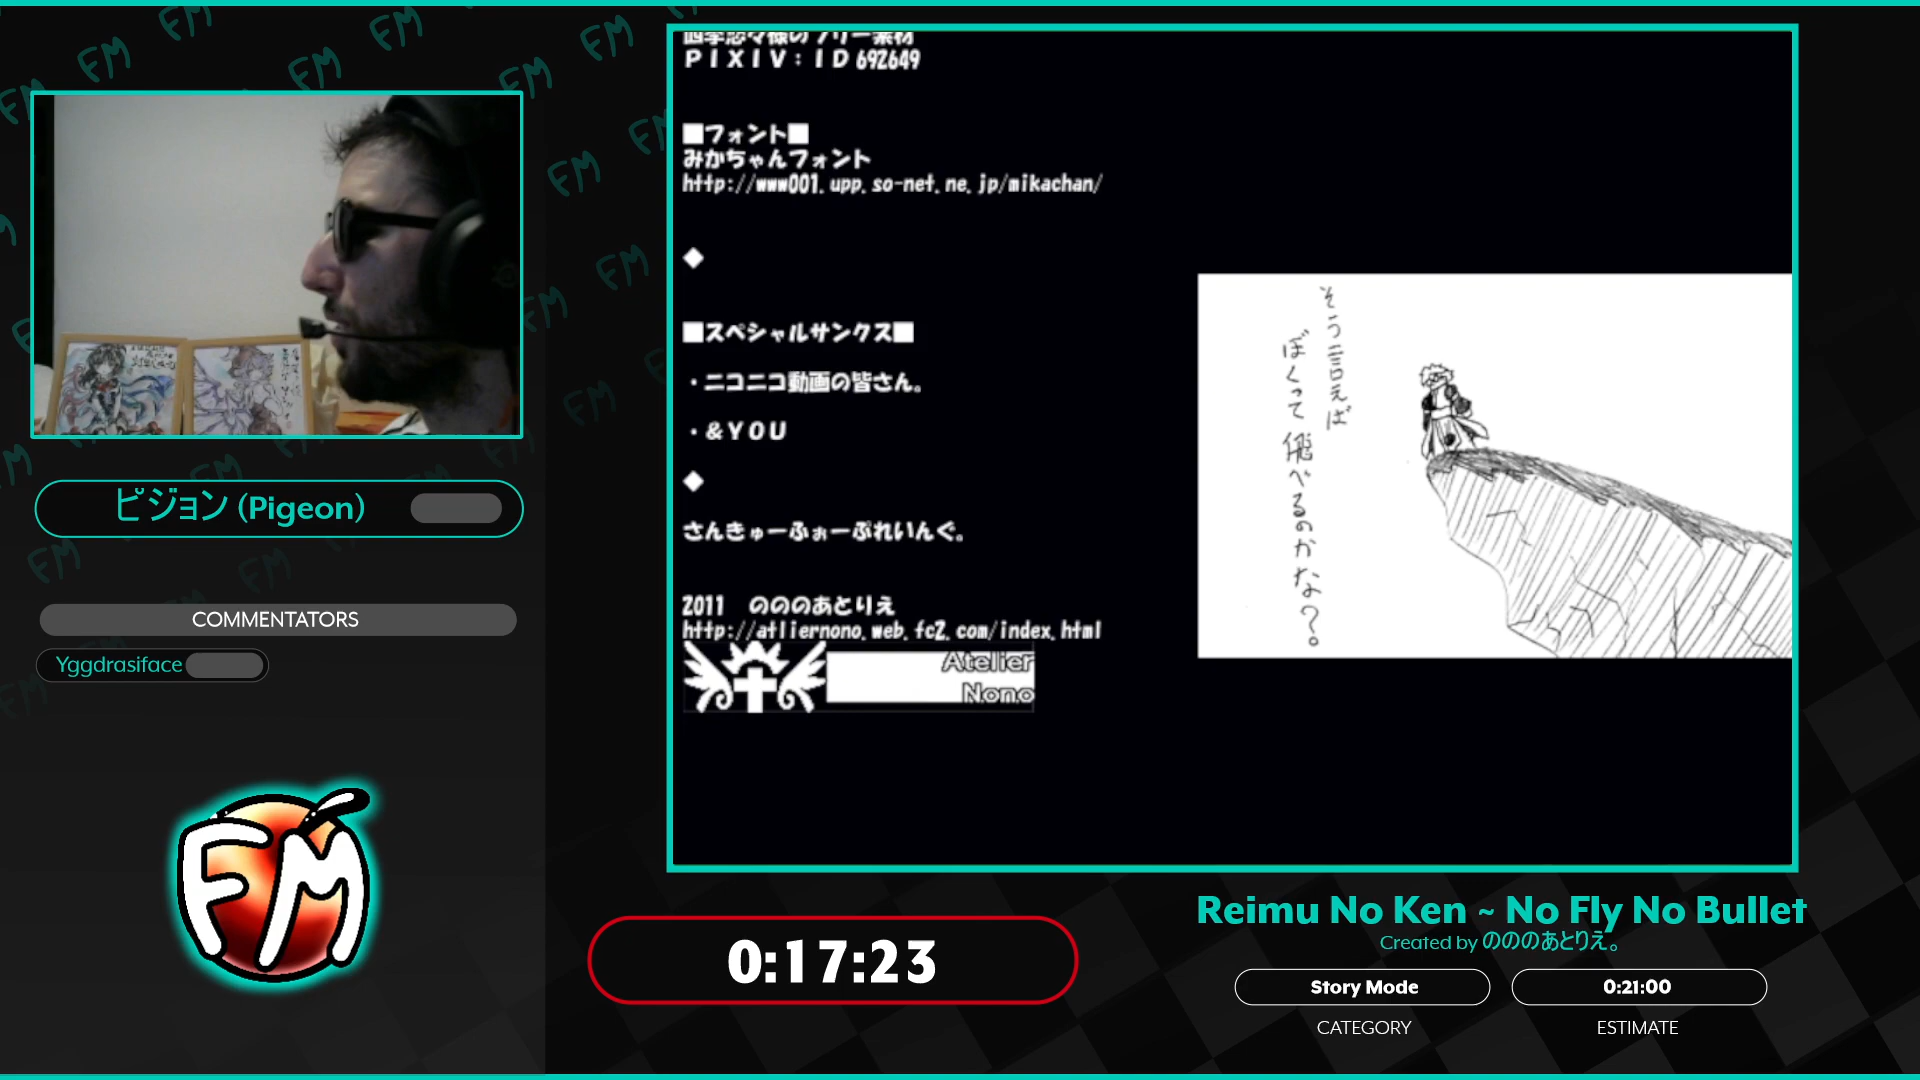 PIXIV:ID 692649
■フォント■
みかちゃんフォント
http://www001.upp.so-net.ne.jp/mikachan/
◆
■スペシャルサンクス■
・ニコニコ動画の皆さん。
・&YOU
◆
さんきゅーふぉーぷれいんぐ。
2011 のののあとりえ
http://atliernono.web.fc2.com/index.html
Atelier
Nono
そう言えば
ぼくって飛べるのかな?。
ピジョン (Pigeon)
COMMENTATORS
Yggdrasiface
FM
0:17:23
Reimu No Ken ~ No Fly No Bullet
Created by のののあとりえ。
Story Mode
0:21:00
CATEGORY
ESTIMATE